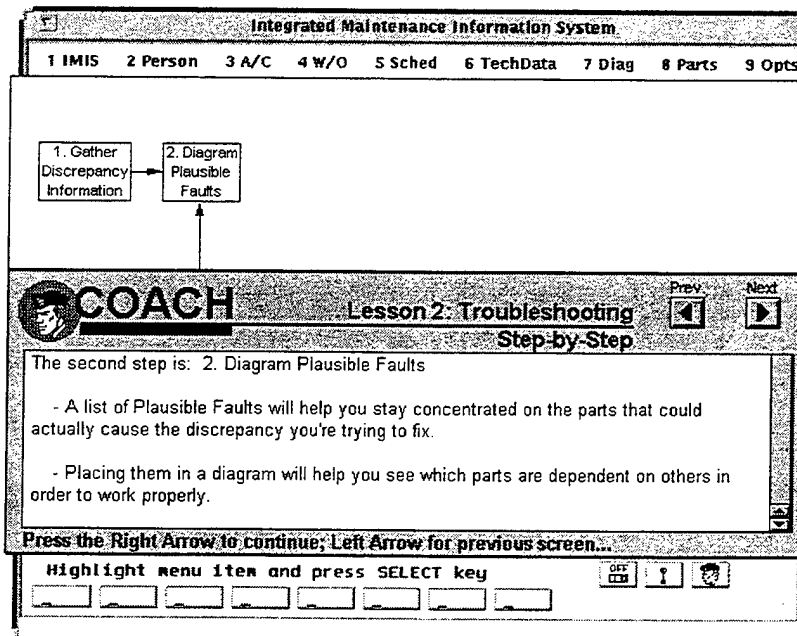 Integrated Maintenance Information System
1 IMIS 2 Person 3 A/C 4 W/O 5 Sched 6 TechData 7 Diag 8 Parts 9 Opts
1. Gather
Discrepancy
Information
2. Diagram
Plausible
Faults
COACH
Lesson 2: Troubleshooting
Step-by-Step
Prev
Next
The second step is: 2. Diagram Plausible Faults
- A list of Plausible Faults will help you stay concentrated on the parts that could
actually cause the discrepancy you're trying to fix.
- Placing them in a diagram will help you see which parts are dependent on others in
order to work properly.
Press the Right Arrow to continue; Left Arrow for previous screen...
Highlight menu item and press SELECT key
OFF